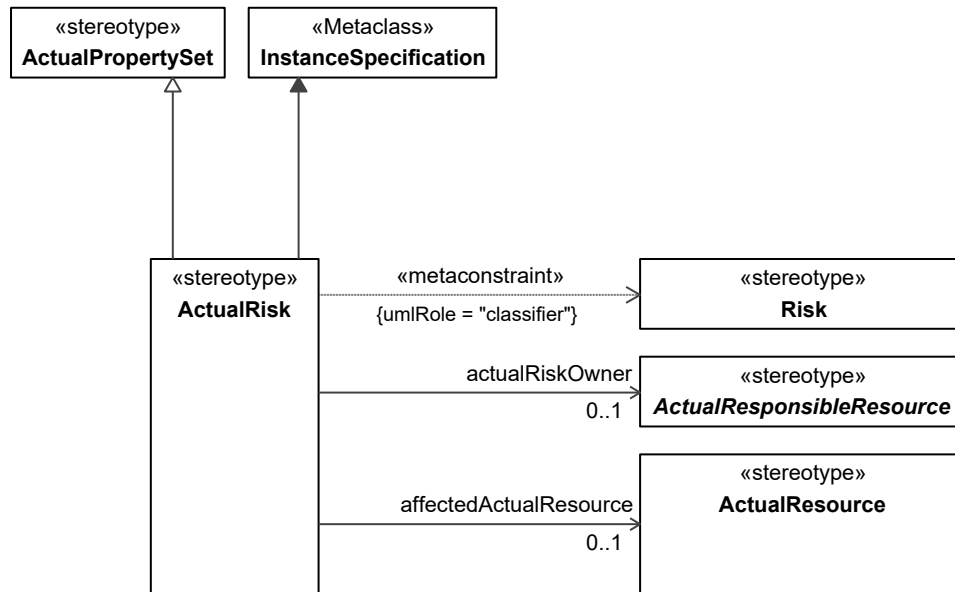 «stereotype»
ActualPropertySet
«Metaclass»
InstanceSpecification
«stereotype»
ActualRisk
«metaconstraint»
{umlRole = "classifier"}
«stereotype»
Risk
actualRiskOwner
0..1
«stereotype»
ActualResponsibleResource
affectedActualResource
0..1
«stereotype»
ActualResource